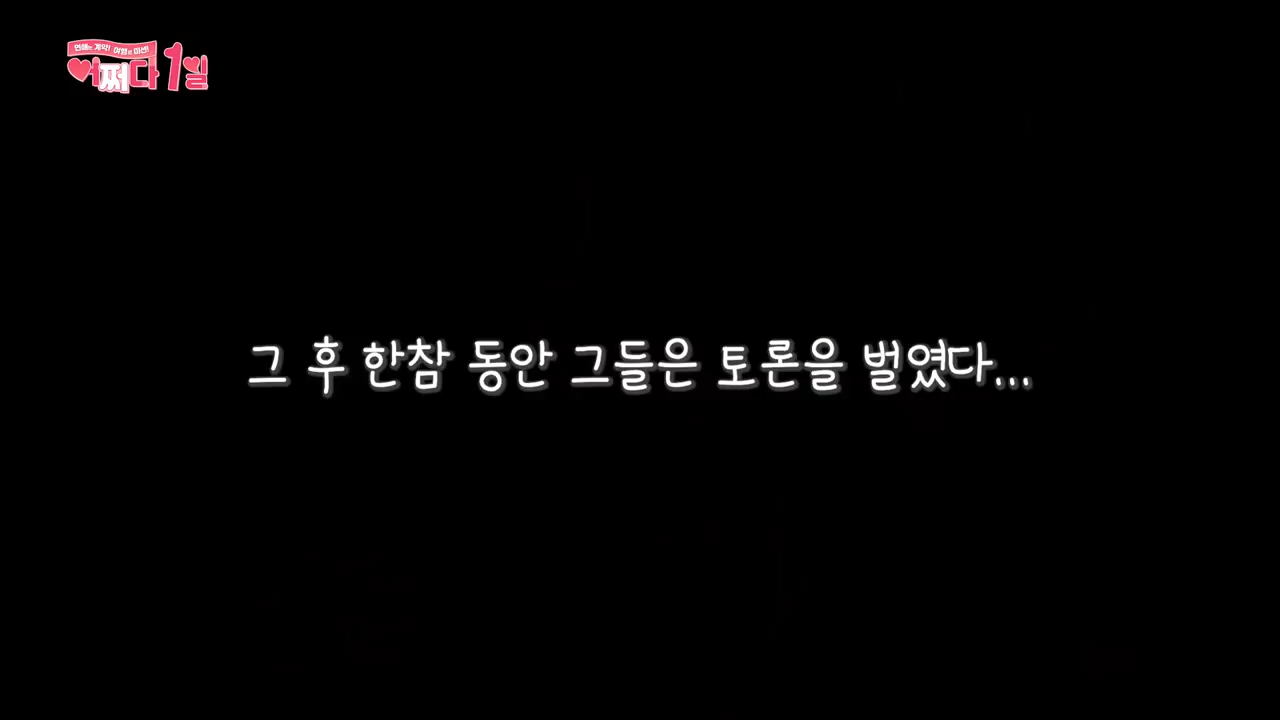 연애는 계약! 여행은 미션!
어쩌다 1일
그 후 한참 동안 그들은 토론을 벌였다...